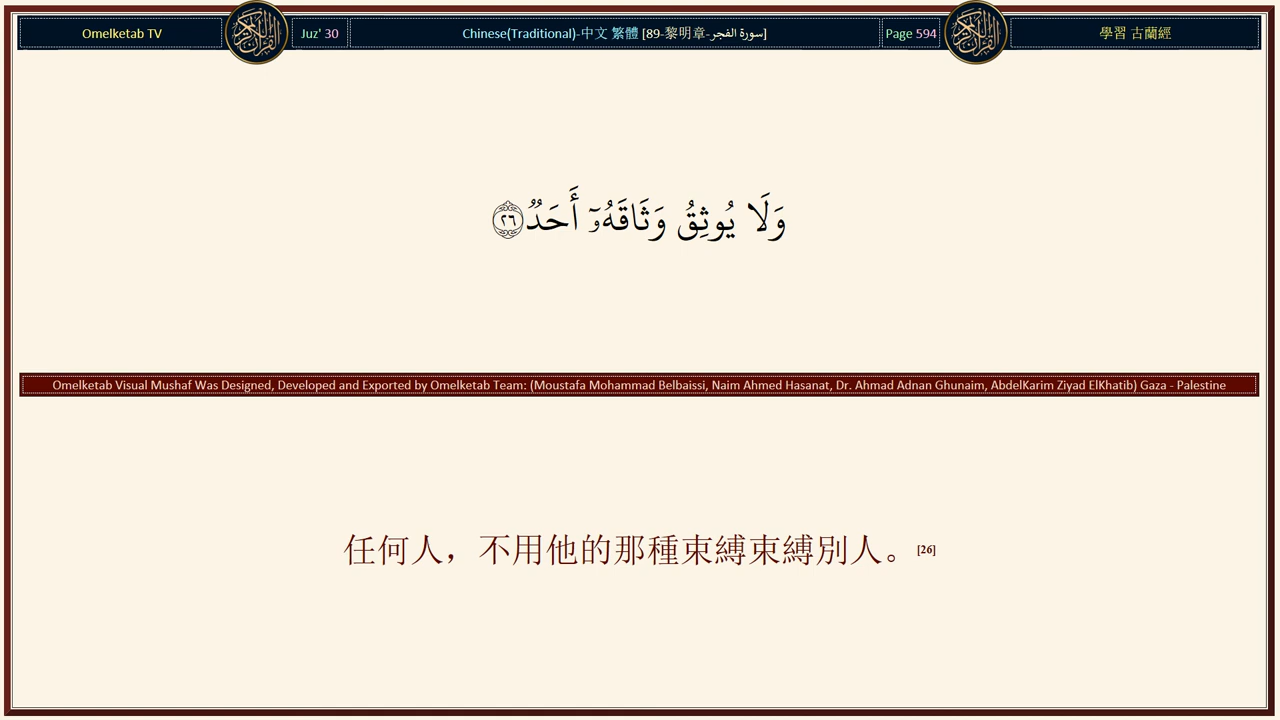 Omelketab TV
Juz' 30
Chinese(Traditional)-中文 繁體 [89-黎明章-سورة الفجر]
Page 594
學習 古蘭經
وَلَا يُوثِقُ وَثَاقَهُۥٓ أَحَدٌ ٢٦
Omelketab Visual Mushaf Was Designed, Developed and Exported by Omelketab Team: (Moustafa Mohammad Belbaissi, Naim Ahmed Hasanat, Dr. Ahmad Adnan Ghunaim, AbdelKarim Ziyad ElKhatib) Gaza - Palestine
任何人，不用他的那種束縛束縛別人。[26]